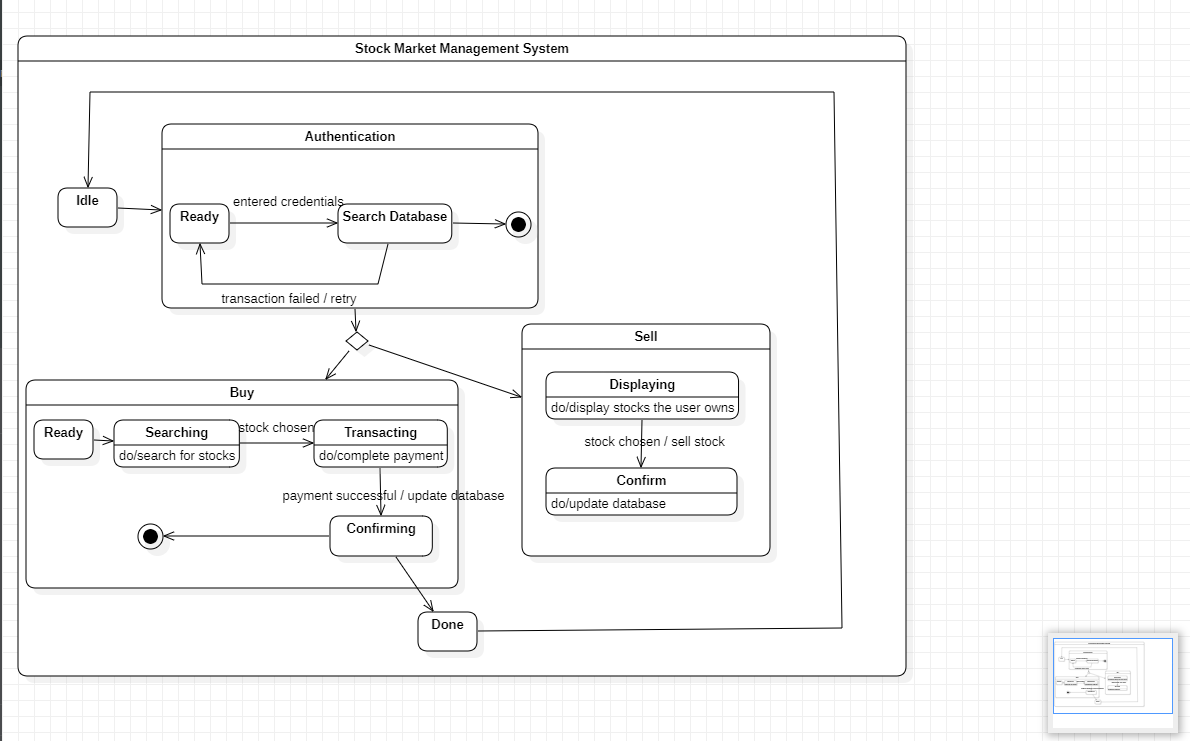 Stock Market Management System
Authentication
Idle
entered credentials
Ready
Search Database
transaction failed / retry
Sell
Displaying
do/display stocks the user owns
stock chosen / sell stock
Confirm
do/update database
Buy
Ready
Searching
do/search for stocks
stock chosen
Transacting
do/complete payment
payment successful / update database
Confirming
Done